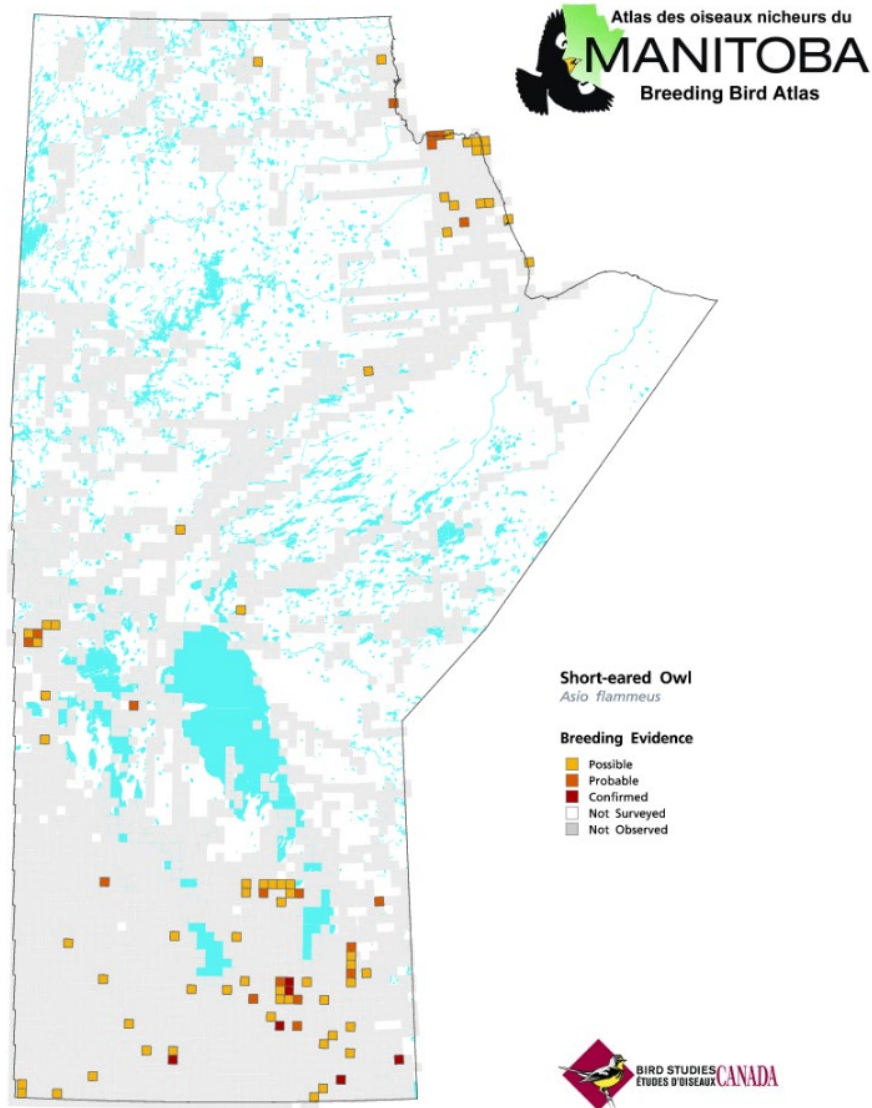 Atlas des oiseaux nicheurs du
MANITOBA
Breeding Bird Atlas
Short-eared Owl
Asio flammeus
Breeding Evidence
Possible
Probable
Confirmed
Not Surveyed
Not Observed
BIRD STUDIES
ÉTUDES D'OISEAUX CANADA